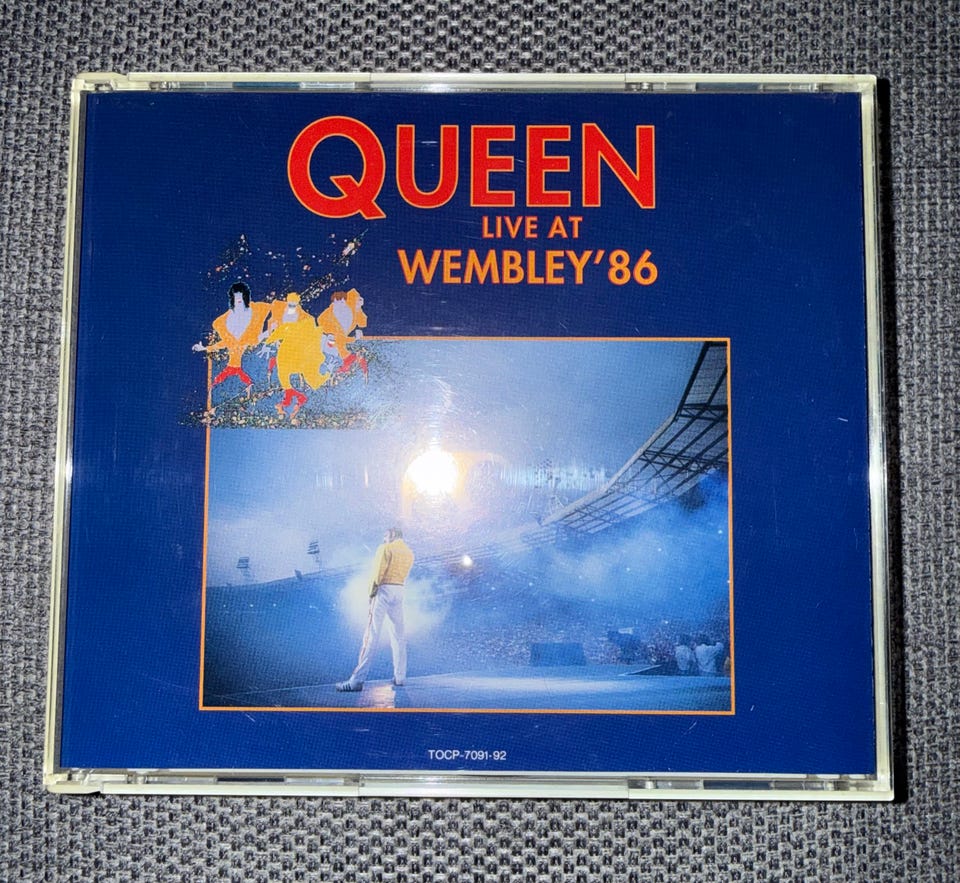 QUEEN
LIVE AT
WEMBLEY'86
TOCP-7091·92